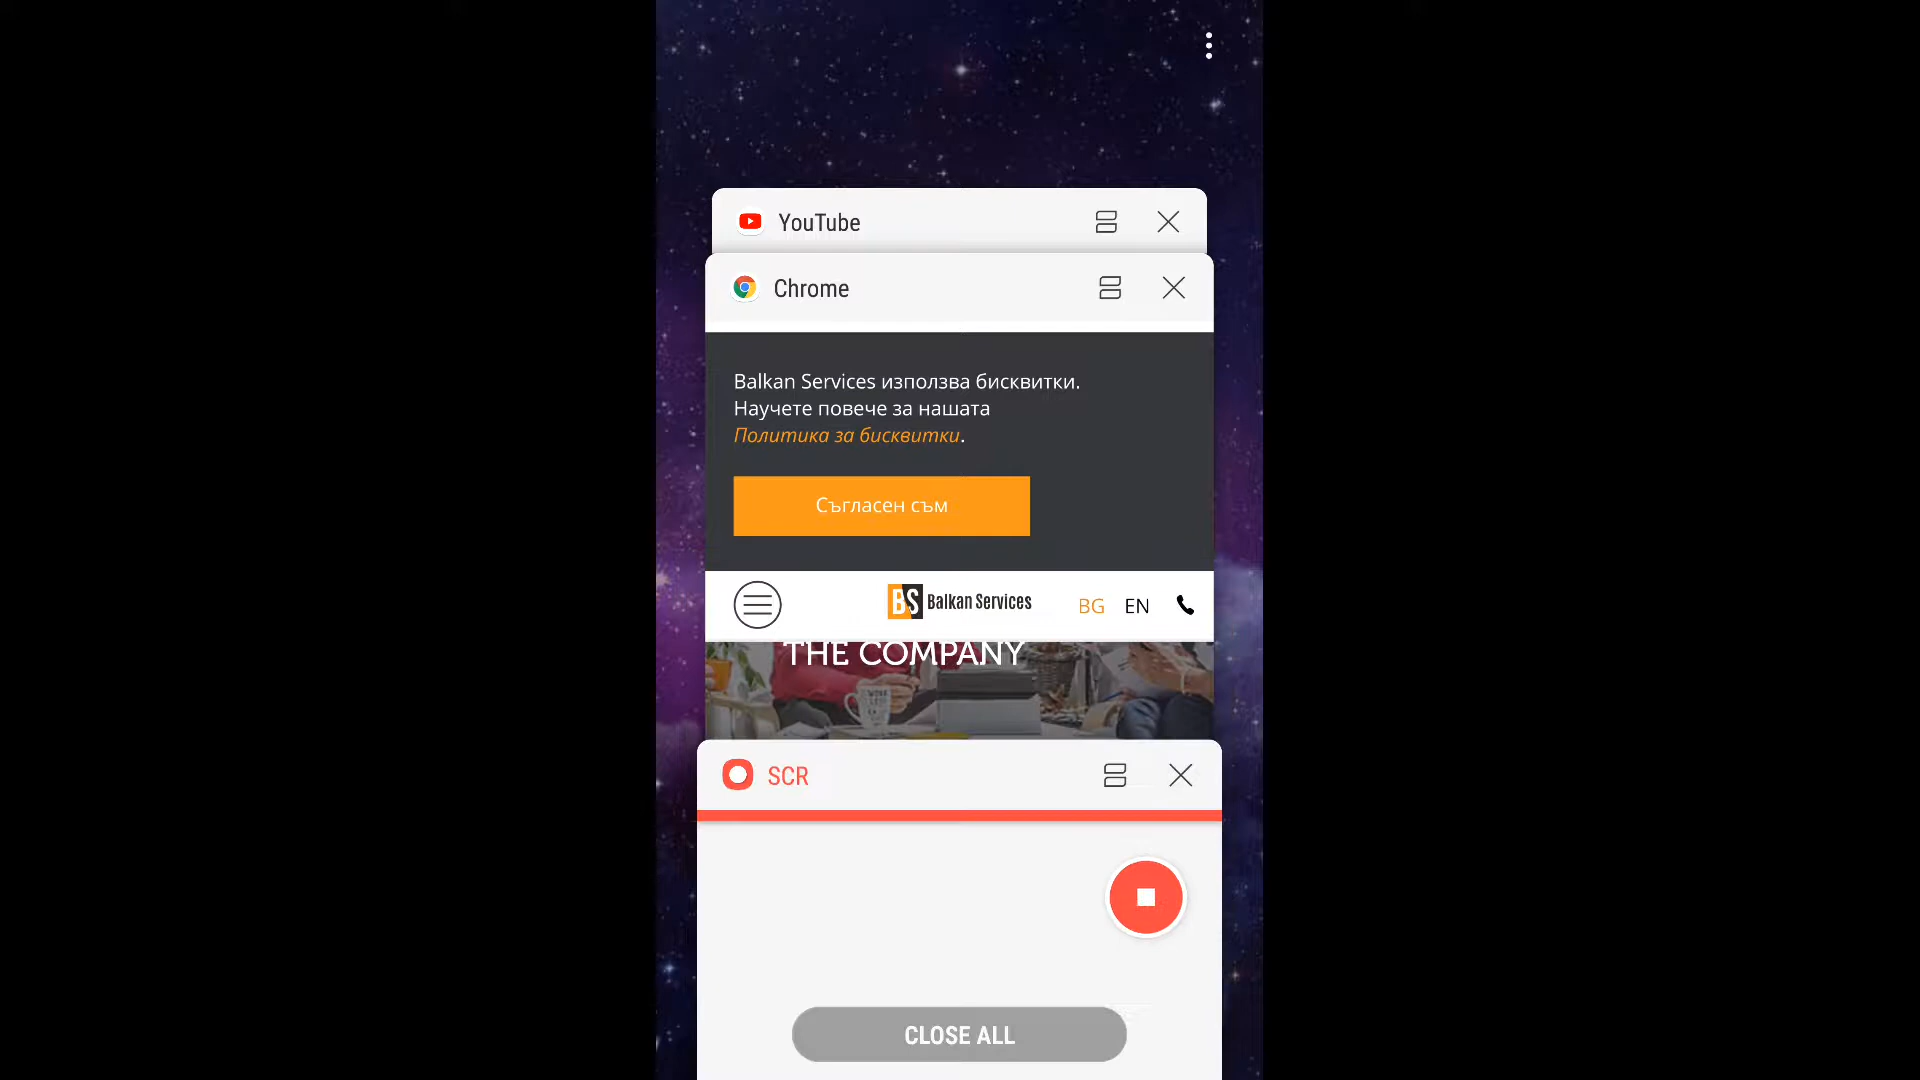 YouTube
Chrome
Balkan Services използва бисквитки.
Научете повече за нашата
Политика за бисквитки.
Съгласен съм
BS Balkan Services
BG EN
THE COMPANY
SCR
CLOSE ALL